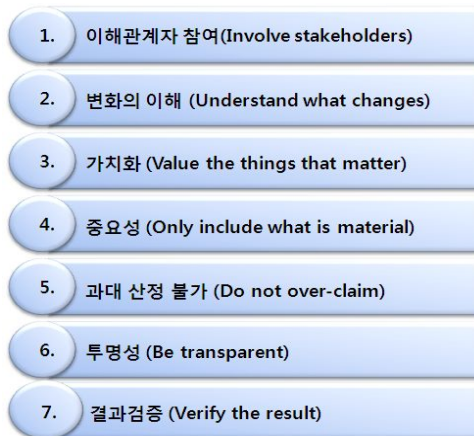 1. 이해관계자 참여(Involve stakeholders)
2. 변화의 이해 (Understand what changes)
3. 가치화 (Value the things that matter)
4. 중요성 (Only include what is material)
5. 과대 산정 불가 (Do not over-claim)
6. 투명성 (Be transparent)
7. 결과검증 (Verify the result)